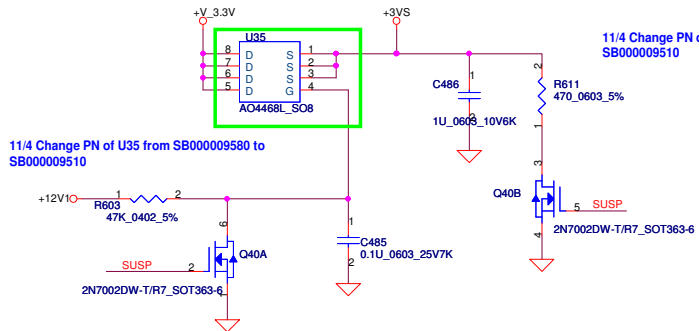 +V_3.3V
+3VS
11/4 Change PN
SB000009510
U35
8 D S 1
7 D S 2
6 D S 3
5 D G 4
AO4468L_SO8
C486
1
2
1U_0603_10V6K
2
R611
470_0603_5%
1
11/4 Change PN of U35 from SB000009580 to
SB000009510
+12V1
1
2
R603
47K_0402_5%
3
Q40B
5
SUSP
4
2N7002DW-T/R7_SOT363-6
6
Q40A
SUSP
2
1
2N7002DW-T/R7_SOT363-6
1
C485
0.1U_0603_25V7K
2